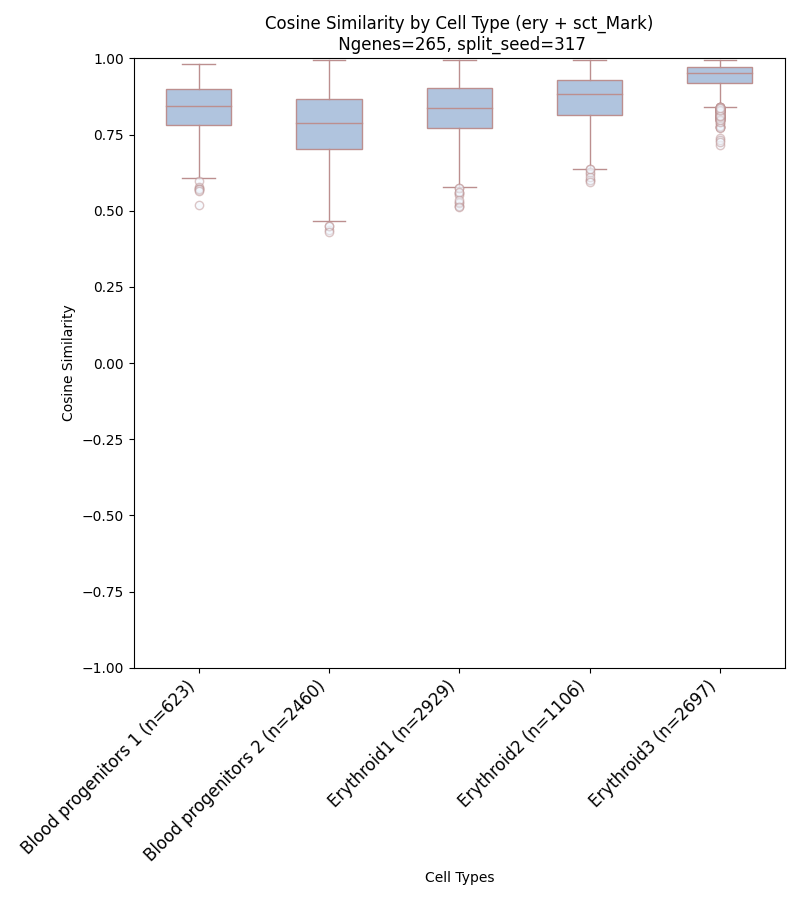 Cosine Similarity by Cell Type (ery + sct_Mark)
Ngenes=265, split_seed=317
1.00
0.75
0.50
0.25
0.00
−0.25
−0.50
−0.75
−1.00
Cosine Similarity
Blood progenitors 1 (n=623)
Blood progenitors 2 (n=2460)
Erythroid1 (n=2929)
Erythroid2 (n=1106)
Erythroid3 (n=2697)
Cell Types